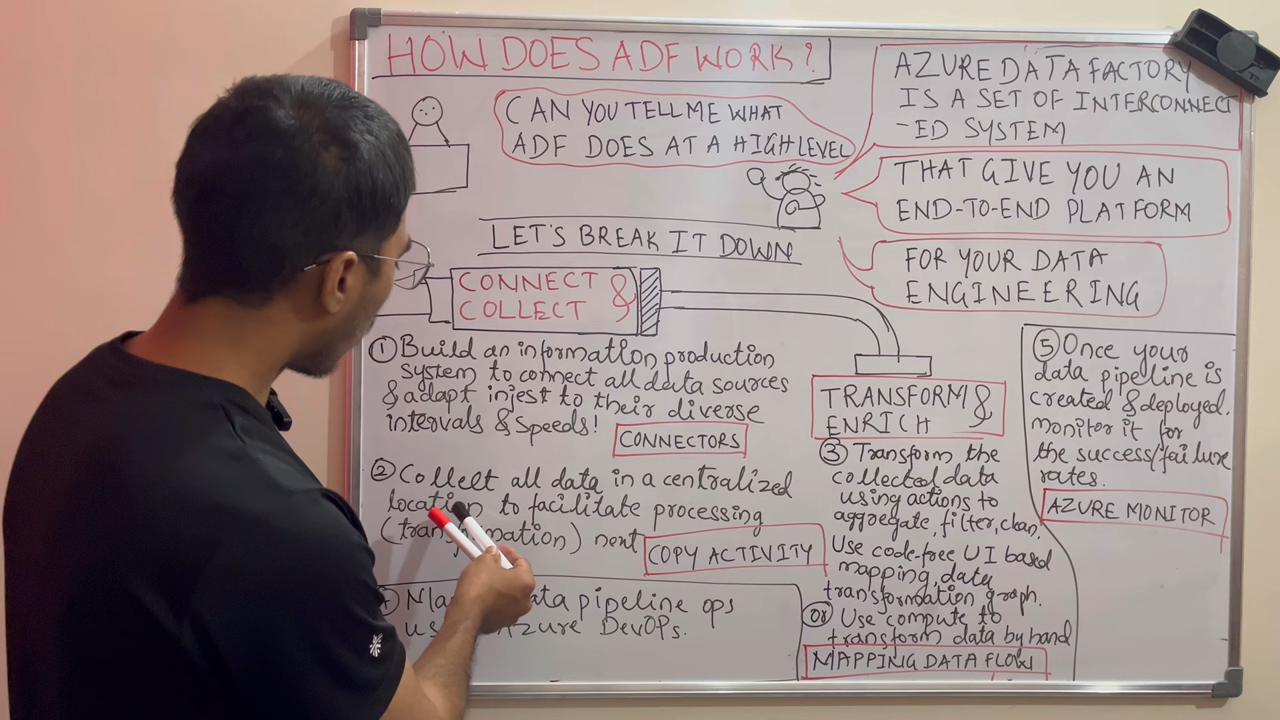 HOW DOES ADF WORK?
CAN YOU TELL ME WHAT
ADF DOES AT A HIGH LEVEL
AZURE DATA FACTORY
IS A SET OF INTERCONNECT
-ED SYSTEM
THAT GIVE YOU AN
END-TO-END PLATFORM
FOR YOUR DATA
ENGINEERING
LET'S BREAK IT DOWN
CONNECT &
COLLECT
① Build an information production
system to connect all data sources
& adapt injest to their diverse
intervals & speeds!
CONNECTORS
② Collect all data in a centralized
location to facilitate processing
(transformation) next
COPY ACTIVITY
data pipeline ops
Azure DevOPs.
TRANSFORM &
ENRICH
③ Transform the
collected data
using actions to
aggregate, filter, clean.
Use code-free UI based
mapping, data
transformation graph.
Or Use compute to
transform data by hand
MAPPING DATA FLOW
⑤ Once your
data pipeline is
created & deployed.
monitor it for
the success/failure
rates.
AZURE MONITOR